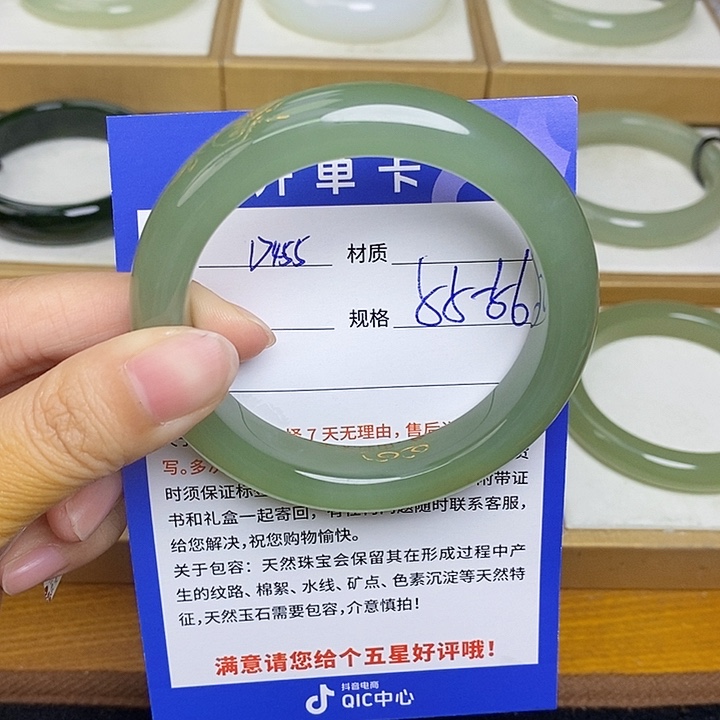 单卡
17455 材质
规格 55-56
择7天无理由，售后
写。多
时须保证标 附带证
书和礼盒一起寄回， 题随时联系客服，
给您解决，祝您购物愉快。
关于包容：天然珠宝会保留其在形成过程中产
生的纹路、棉絮、水线、矿点、色素沉淀等天然特
征，天然玉石需要包容，介意慎拍！
满意请您给个五星好评哦！
抖音电商
QIC中心